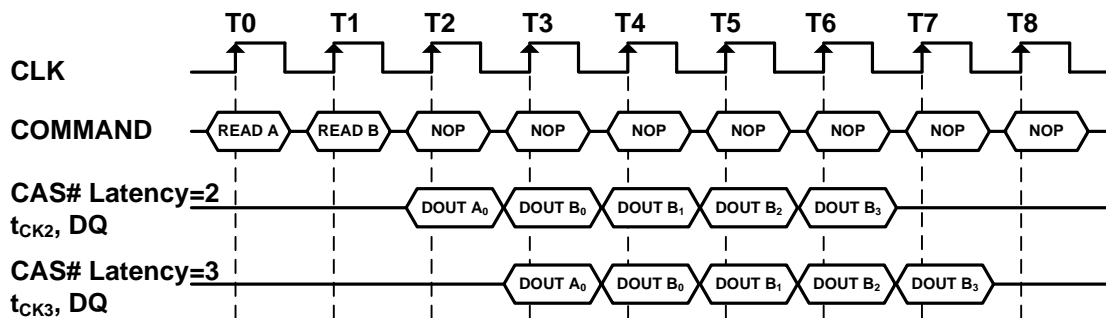 T0 T1 T2 T3 T4 T5 T6 T7 T8
CLK
COMMAND READ A READ B NOP NOP NOP NOP NOP NOP NOP
CAS# Latency=2
tCK2, DQ DOUT A0 DOUT B0 DOUT B1 DOUT B2 DOUT B3
CAS# Latency=3
tCK3, DQ DOUT A0 DOUT B0 DOUT B1 DOUT B2 DOUT B3